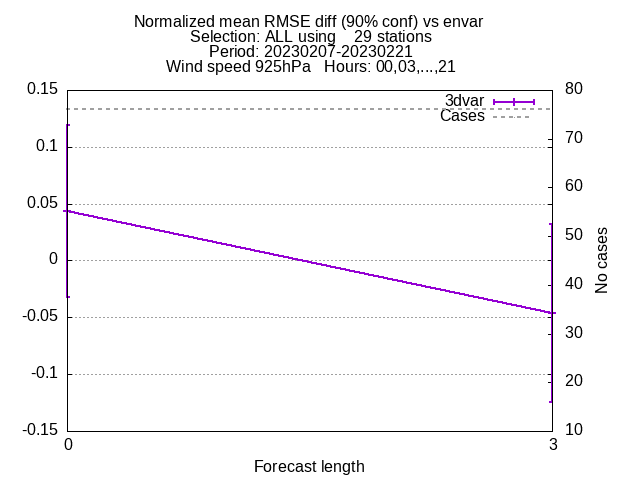 Normalized mean RMSE diff (90% conf) vs envar
Selection: ALL using    29 stations
Period: 20230207-20230221
Wind speed 925hPa   Hours: 00,03,...,21
3dvar
Cases
0.15
0.1
0.05
0
-0.05
-0.1
-0.15
80
70
60
50
40
30
20
10
No cases
0
3
Forecast length